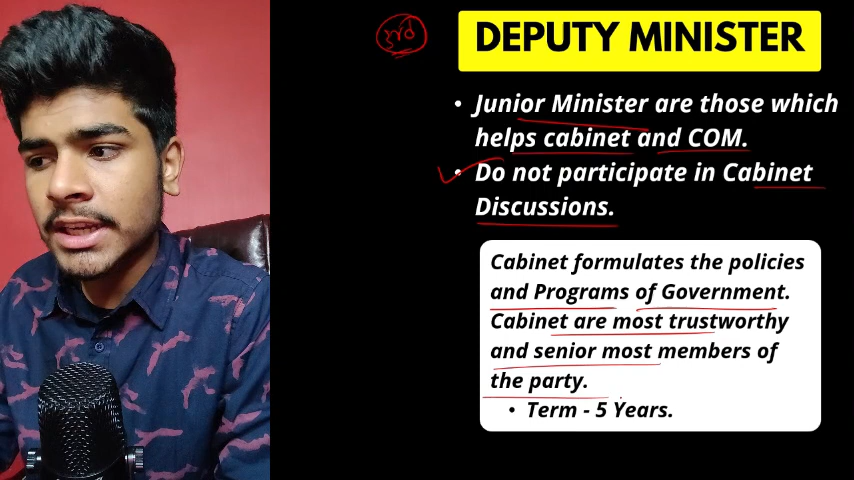 3rd
DEPUTY MINISTER
• Junior Minister are those which
helps cabinet and COM.
• Do not participate in Cabinet
Discussions.
Cabinet formulates the policies
and Programs of Government.
Cabinet are most trustworthy
and senior most members of
the party.
• Term - 5 Years.